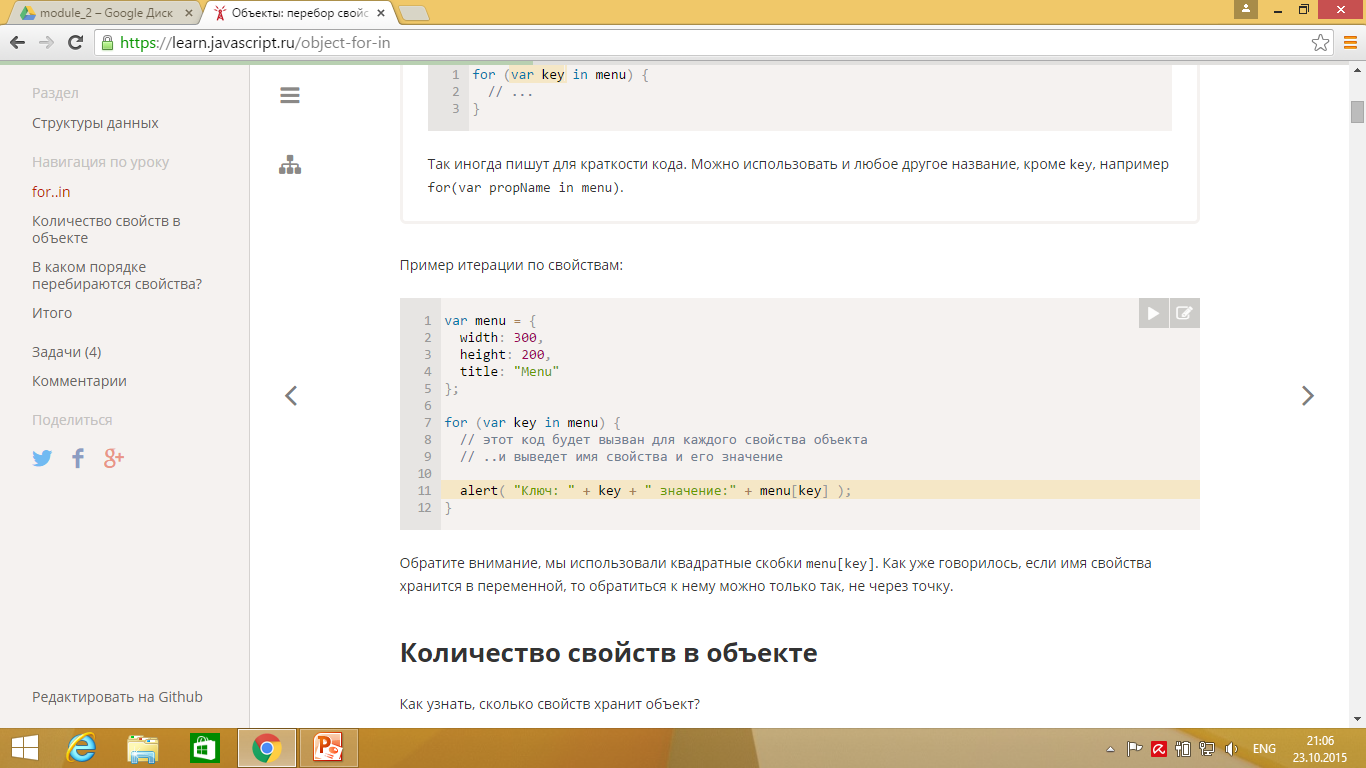 module_2 – Google Диск
Объекты: перебор свойс
https://learn.javascript.ru/object-for-in
Раздел
Структуры данных
Навигация по уроку
for..in
Количество свойств в
объекте
В каком порядке
перебираются свойства?
Итого
Задачи (4)
Комментарии
Поделиться
Редактировать на Github
1 for (var key in menu) {
2   // ...
3 }
Так иногда пишут для краткости кода. Можно использовать и любое другое название, кроме key, например
for(var propName in menu).
Пример итерации по свойствам:
1 var menu = {
2   width: 300,
3   height: 200,
4   title: "Menu"
5 };
6
7 for (var key in menu) {
8   // этот код будет вызван для каждого свойства объекта
9   // ..и выведет имя свойства и его значение
10
11   alert( "Ключ: " + key + " значение:" + menu[key] );
12 }
Обратите внимание, мы использовали квадратные скобки menu[key]. Как уже говорилось, если имя свойства
хранится в переменной, то обратиться к нему можно только так, не через точку.
Количество свойств в объекте
Как узнать, сколько свойств хранит объект?
ENG
21:06
23.10.2015